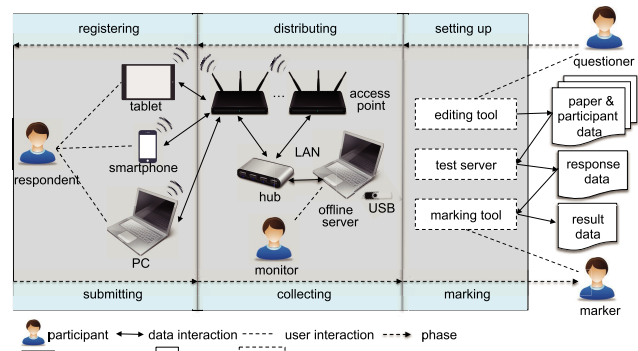 registering
distributing
setting up
questioner
tablet
access
point
editing tool
paper &
participant
data
respondent
smartphone
LAN
test server
response
data
hub
offline
server
USB
marking tool
result
data
PC
monitor
marker
submitting
collecting
marking
participant
data interaction
user interaction
phase